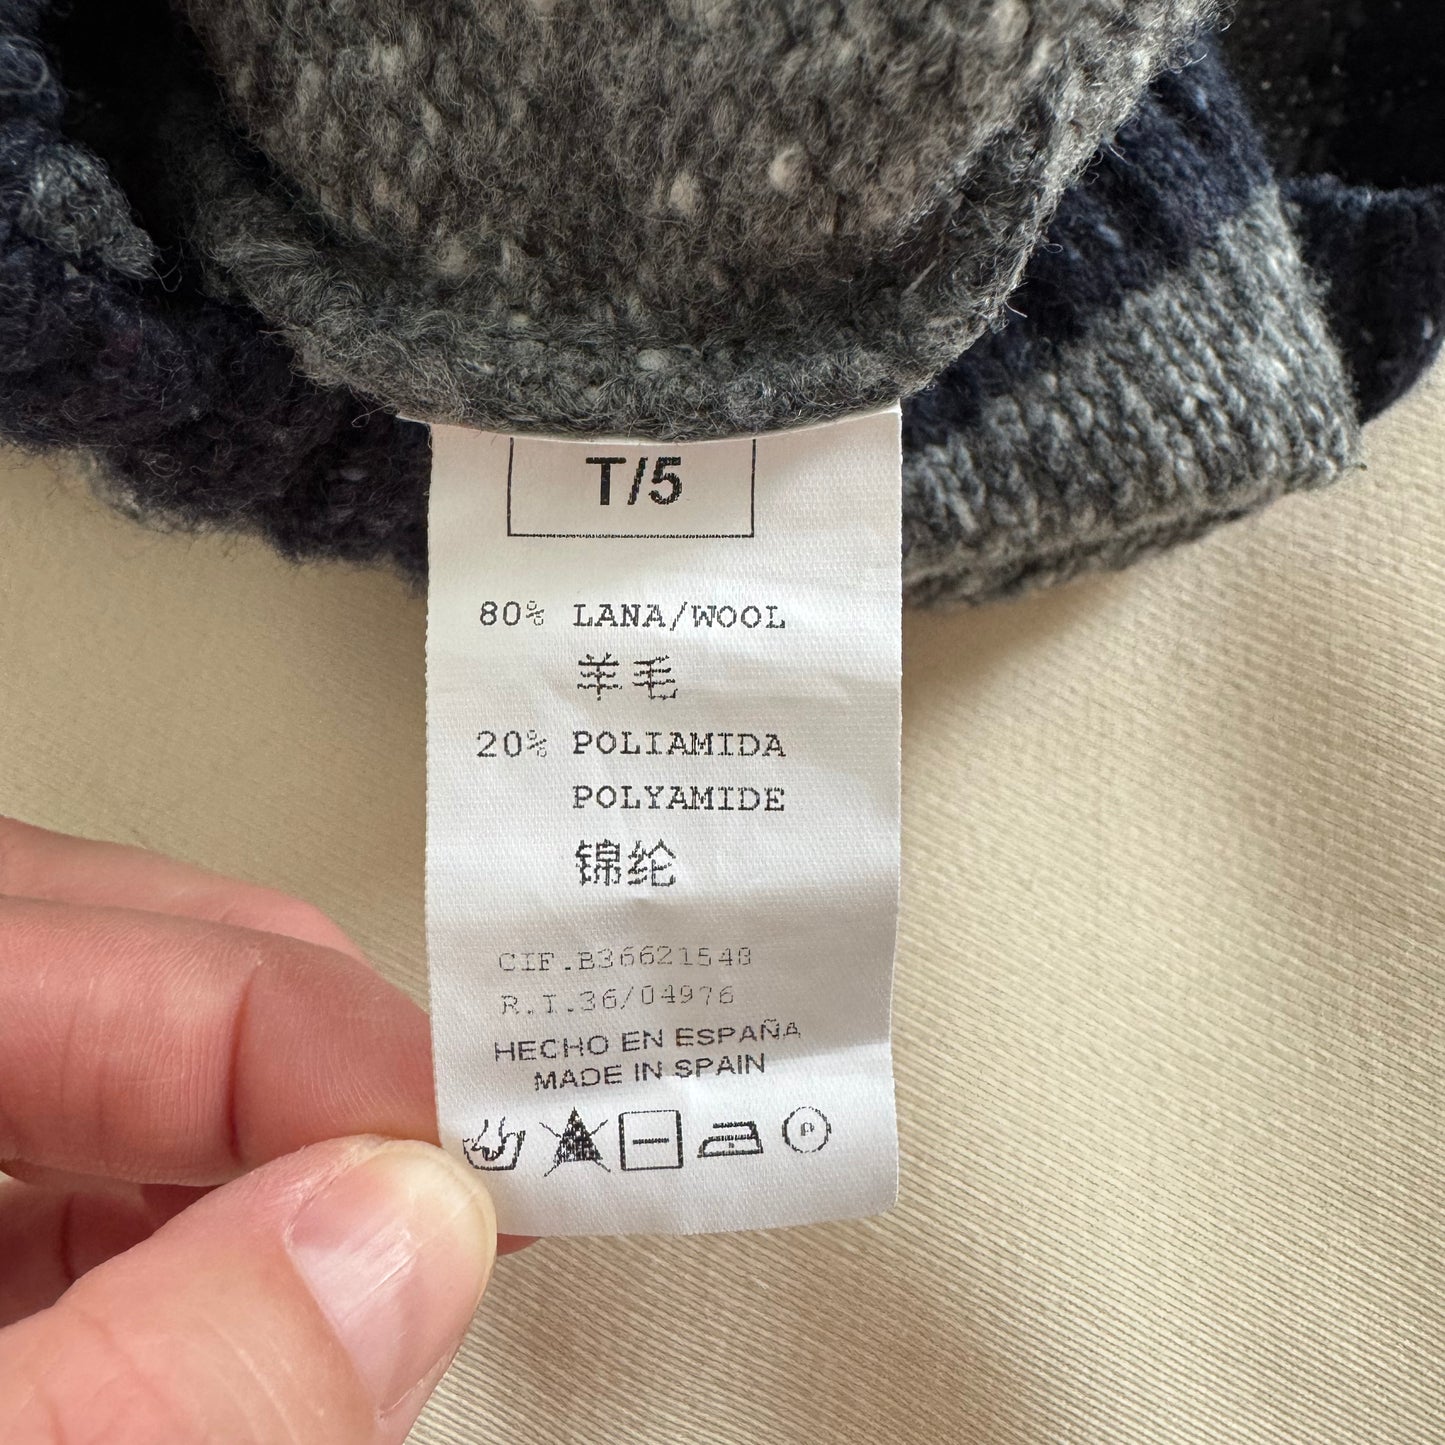 T/5
80% LANA/WOOL
羊毛
20% POLIAMIDA
POLYAMIDE
锦纶
CIF.B36621548
R.I.36/04976
HECHO EN ESPAÑA
MADE IN SPAIN
P